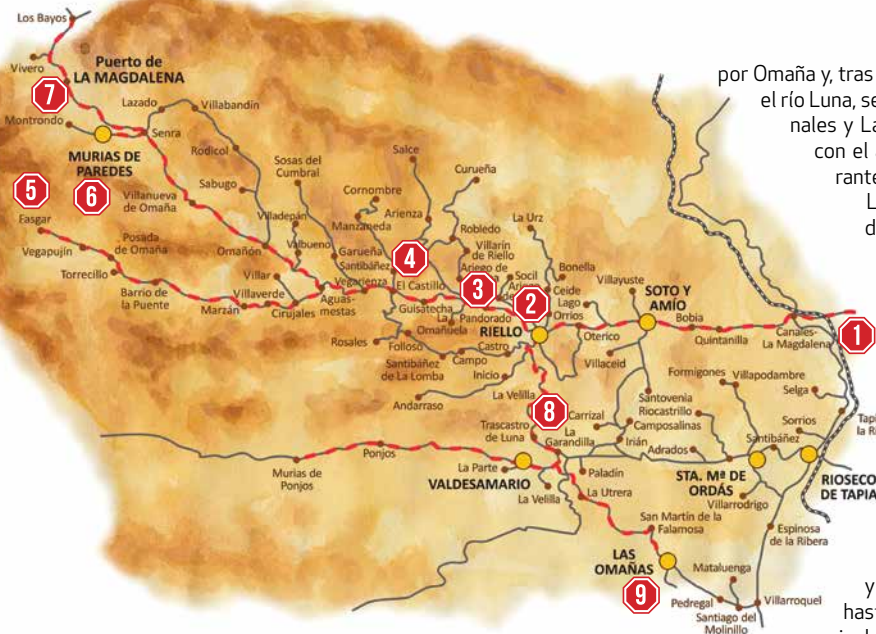 Los Bayos
Vivero
Puerto de
LA MAGDALENA
7
Montrondo
Lazado
Villabandín
Senra
MURIAS DE
PAREDES
6
5
Rodicol
Sabugo
Sosas del
Cumbral
Villanueva
de Omaña
Fasgar
Vegapujín
Posada
de Omaña
Torrecillo
Barrio de
la Puente
Omañón
Villadepán
Valbueno
Villar
Villaverde
Marzán
Cirujales
Aguas-
mestas
Garueña
Santibáñez
Vegarienza
Cornombre
Manzaneda
Salce
Arienza
4
El Castillo
Guisatecha
Curueña
Robledo
Villarín
de Riello
Ariego de
3
La
Pandorado
Omañuela
La Urz
Socil
Bonella
Ceide
Lago
Orrios
2
RIELLO
Oterico
Villayuste
SOTO Y
AMÍO
Bobia
Quintanilla
Canales-
La Magdalena
1
Villaceid
Rosales
Folloso
Santibáñez
de La Lomba
Campo
Castro
Inicio
Andarraso
La Velilla
8
Trascastro
de Luna
Carrizal
La
Garandilla
Formigones
Villapodambre
Selga
Santovenia
Riocastrillo
Camposalinas
Irián
Adrados
Sorrios
Santibáñez
Murias de
Ponjos
Ponjos
La Parte
VALDESAMARIO
La Velilla
Paladín
La Utrera
STA. Mª DE
ORDÁS
Villarrodrigo
RIOSECO
DE TAPIA
Espinosa
de la Ribera
San Martín de la
Falamosa
LAS
OMAÑAS
9
Mataluenga
Pedregal
Santiago del
Molinillo
Villarroquel
por Omaña y, tras
el río Luna, se
nales y La
con el